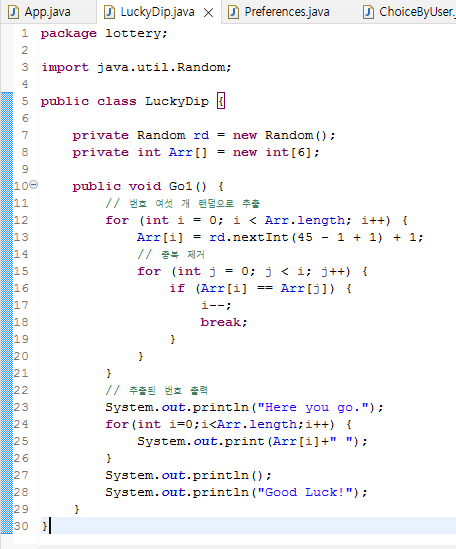 App.java LuckyDip.java Preferences.java ChoiceByUser.
1 package lottery;
2
3 import java.util.Random;
4
5 public class LuckyDip {
6
7     private Random rd = new Random();
8     private int Arr[] = new int[6];
9
10     public void Go1() {
11         // 번호 여섯 개 랜덤으로 추출
12         for (int i = 0; i < Arr.length; i++) {
13             Arr[i] = rd.nextInt(45 - 1 + 1) + 1;
14             // 중복 제거
15             for (int j = 0; j < i; j++) {
16                 if (Arr[i] == Arr[j]) {
17                     i--;
18                     break;
19                 }
20             }
21         }
22         // 추출된 번호 출력
23         System.out.println("Here you go.");
24         for(int i=0;i<Arr.length;i++) {
25             System.out.print(Arr[i]+" ");
26         }
27         System.out.println();
28         System.out.println("Good Luck!");
29     }
30 }